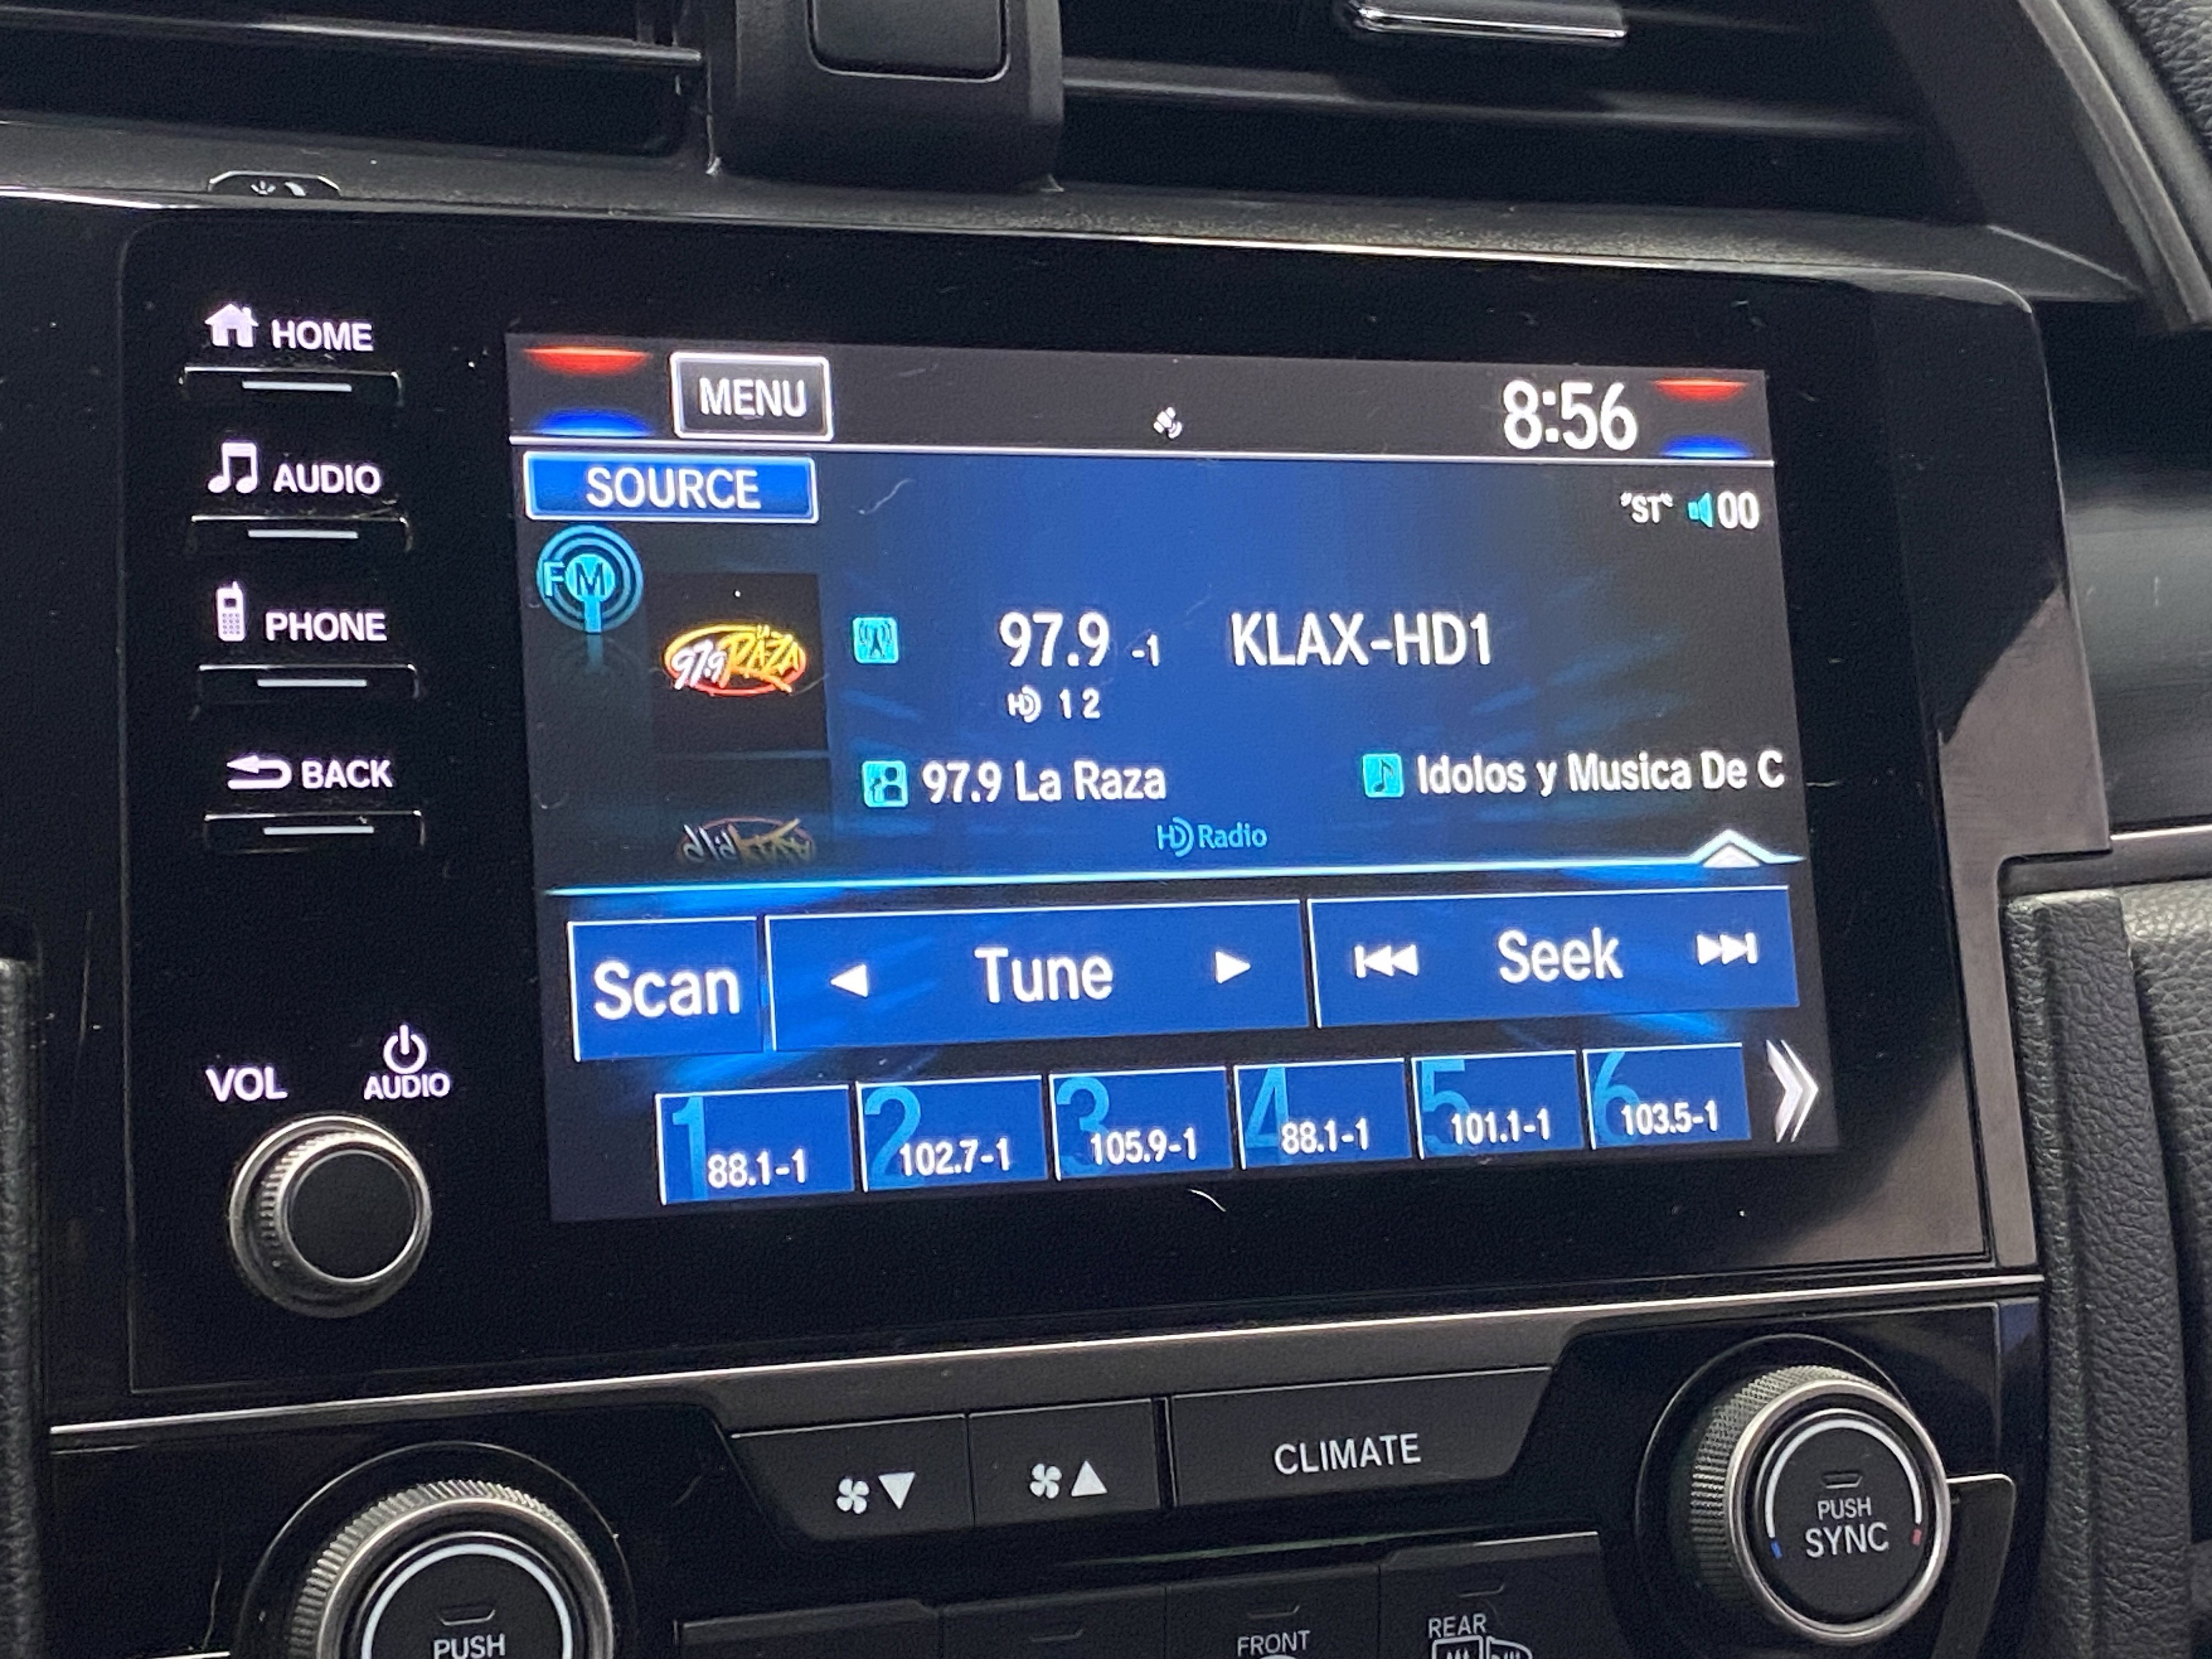 HOME
AUDIO
PHONE
BACK
VOL
AUDIO
MENU
8:56
SOURCE
"ST" 00
FM
97.9 LA RAZA
97.9 -1 KLAX-HD1
HD 1 2
97.9 La Raza
Idolos y Musica De C
HD Radio
Scan
Tune
Seek
1 88.1-1
2 102.7-1
3 105.9-1
4 88.1-1
5 101.1-1
6 103.5-1
CLIMATE
PUSH
SYNC
PUSH
FRONT
REAR